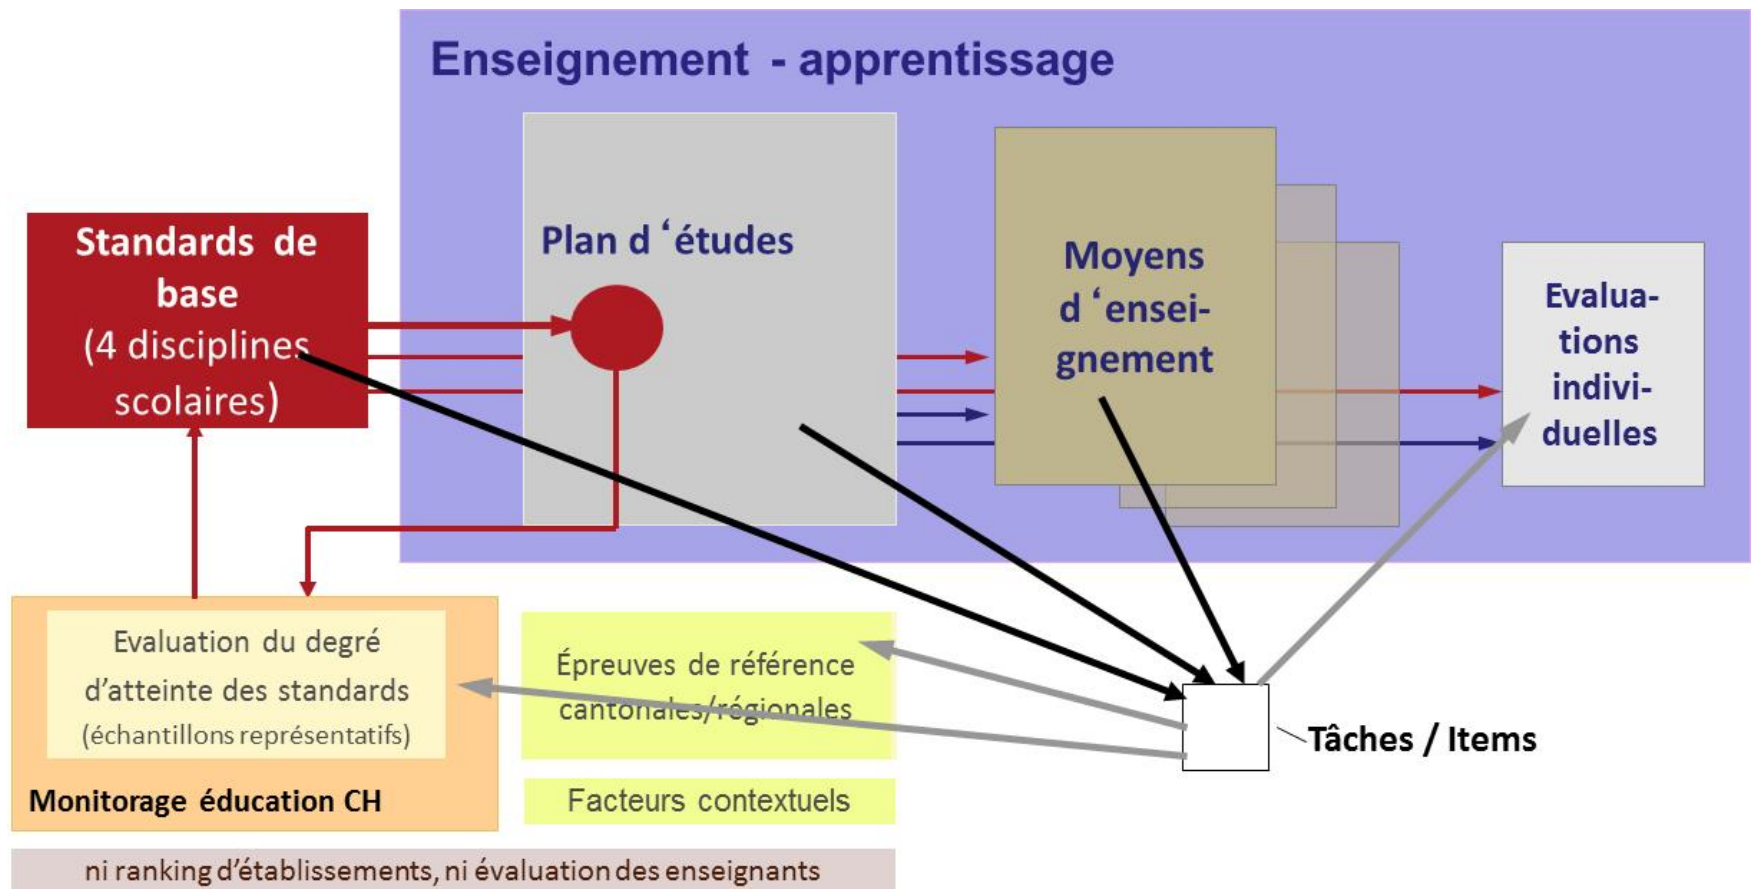 Enseignement - apprentissage
Standards de
base
(4 disciplines
scolaires)
Plan d ‘études
Moyens
d ‘ensei-
gnement
Evalua-
tions
indivi-
duelles
Evaluation du degré
d’atteinte des standards
(échantillons représentatifs)
Monitorage éducation CH
Épreuves de référence
cantonales/régionales
Facteurs contextuels
Tâches / Items
ni ranking d’établissements, ni évaluation des enseignants